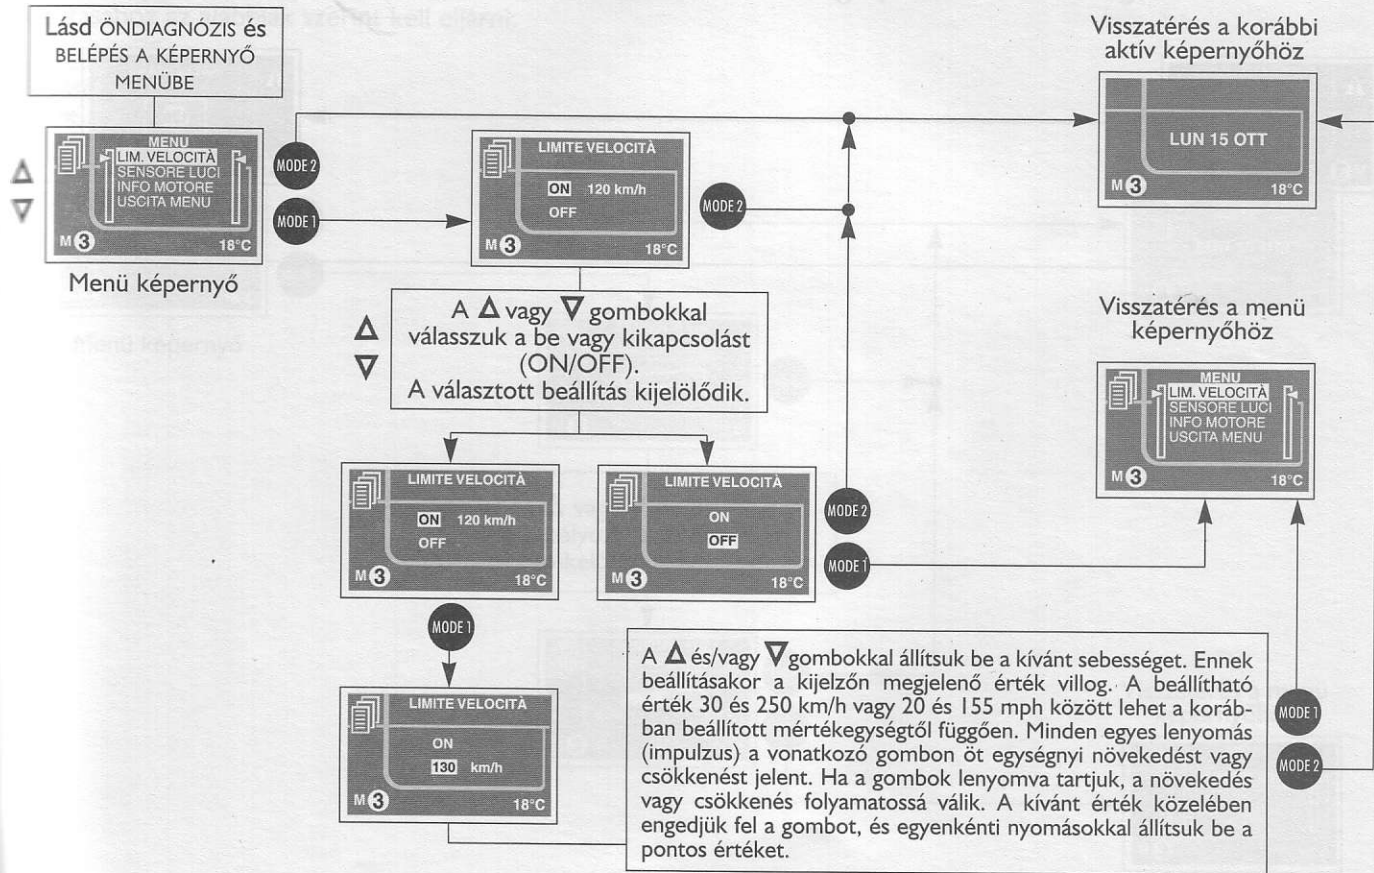 Lásd ÖNDIAGNÓZIS és
BELÉPÉS A KÉPERNYŐ
MENÜBE
MENU
LIM. VELOCITÀ
SENSORE LUCI
INFO MOTORE
USCITA MENU
M 3
18°C
Menü képernyő
MODE 2
MODE 1
LIMITE VELOCITÀ
ON 120 km/h
OFF
M 3
18°C
MODE 2
Visszatérés a korábbi
aktív képernyőhöz
LUN 15 OTT
M 3
18°C
A Δ vagy ∇ gombokkal
válasszuk a be vagy kikapcsolást
(ON/OFF).
A választott beállítás kijelölődik.
Visszatérés a menü
képernyőhöz
MENU
LIM. VELOCITÀ
SENSORE LUCI
INFO MOTORE
USCITA MENU
M 3
18°C
LIMITE VELOCITÀ
ON 120 km/h
OFF
M 3
18°C
LIMITE VELOCITÀ
ON
OFF
M 3
18°C
MODE 2
MODE 1
MODE 1
LIMITE VELOCITÀ
ON
130 km/h
M 3
18°C
A Δ és/vagy ∇ gombokkal állítsuk be a kívánt sebességet. Ennek
beállításakor a kijelzőn megjelenő érték villog. A beállítható
érték 30 és 250 km/h vagy 20 és 155 mph között lehet a koráb-
ban beállított mértékegységtől függően. Minden egyes lenyomás
(impulzus) a vonatkozó gombon öt egységnyi növekedést vagy
csökkenést jelent. Ha a gombok lenyomva tartjuk, a növekedés
vagy csökkenés folyamatossá válik. A kívánt érték közelében
engedjük fel a gombot, és egyenkénti nyomásokkal állítsuk be a
pontos értéket.
MODE 1
MODE 2